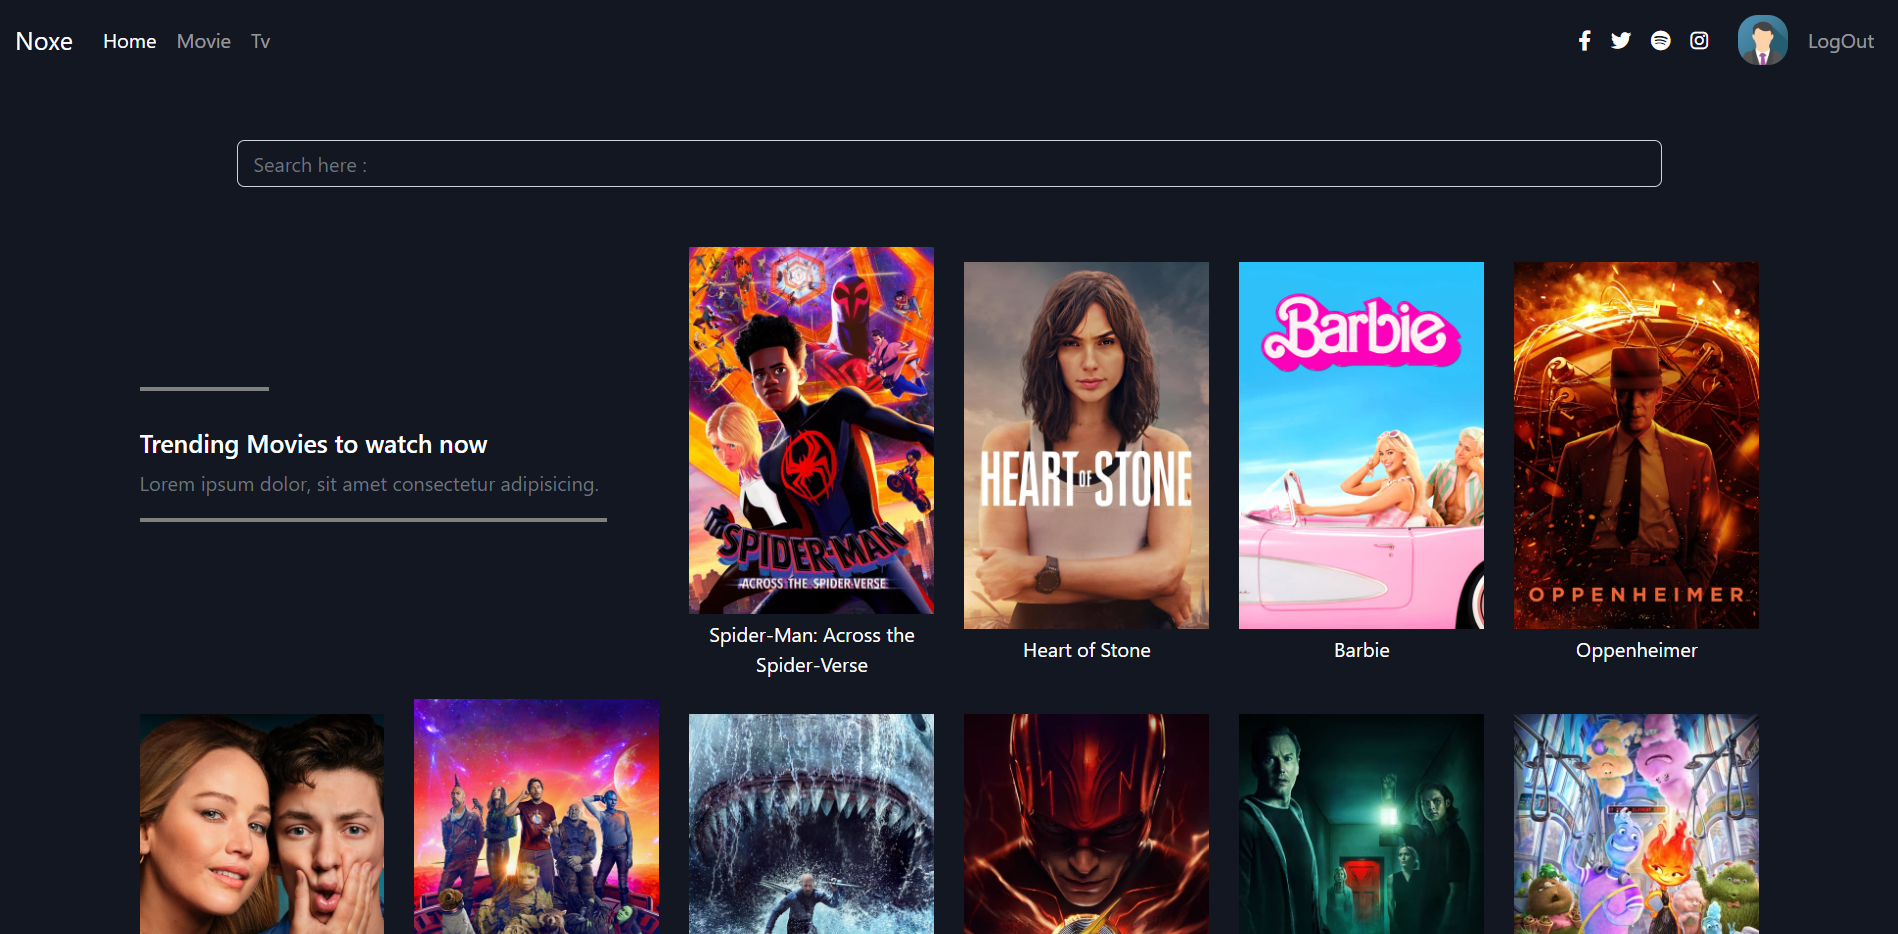 Noxe Home Movie Tv LogOut
Search here :
Trending Movies to watch now
Lorem ipsum dolor, sit amet consectetur adipisicing.
SPIDER-MAN
ACROSS THE SPIDER-VERSE
Spider-Man: Across the
Spider-Verse
HEART OF STONE
Heart of Stone
Barbie
Barbie
OPPENHEIMER
Oppenheimer